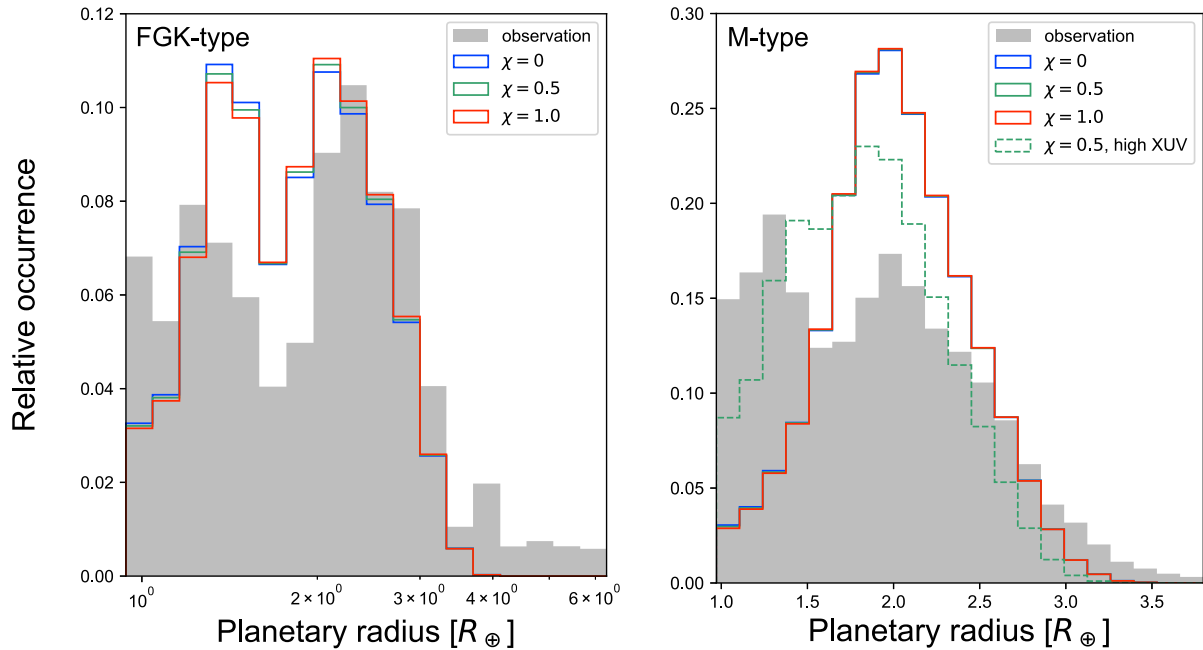 FGK-type
observation
χ = 0
χ = 0.5
χ = 1.0
0.12
0.10
0.08
0.06
0.04
0.02
0.00
Relative occurrence
10⁰
2 × 10⁰
3 × 10⁰
4 × 10⁰
6 × 10⁰
Planetary radius [R⊕]
M-type
observation
χ = 0
χ = 0.5
χ = 1.0
χ = 0.5, high XUV
0.30
0.25
0.20
0.15
0.10
0.05
0.00
1.0
1.5
2.0
2.5
3.0
3.5
Planetary radius [R⊕]